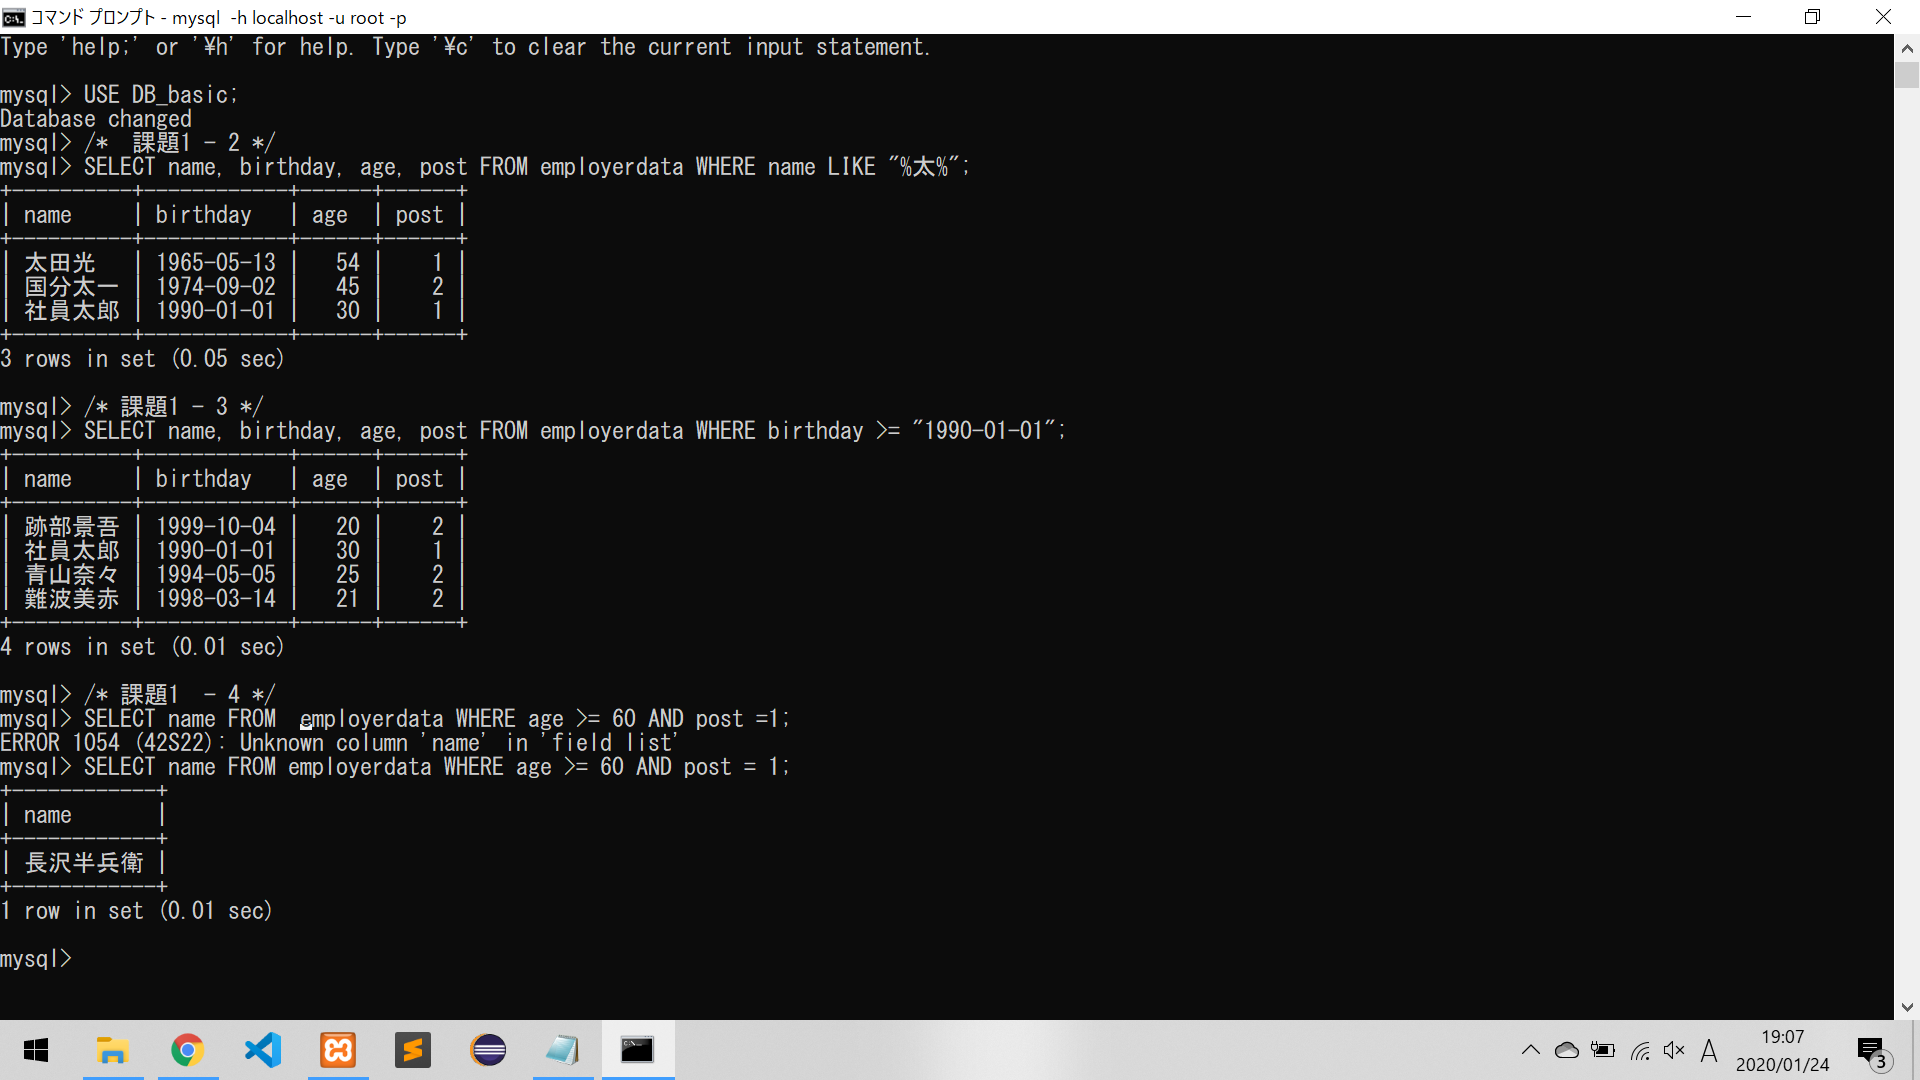 コマンド プロンプト - mysql  -h localhost -u root -p
Type 'help;' or '¥h' for help. Type '¥c' to clear the current input statement.
mysql> USE DB_basic;
Database changed
mysql> /*  課題1 - 2 */
mysql> SELECT name, birthday, age, post FROM employerdata WHERE name LIKE "%太%";
+----------+------------+------+------+
| name     | birthday   | age  | post |
+----------+------------+------+------+
| 太田光   | 1965-05-13 |   54 |    1 |
| 国分太一 | 1974-09-02 |   45 |    2 |
| 社員太郎 | 1990-01-01 |   30 |    1 |
+----------+------------+------+------+
3 rows in set (0.05 sec)
mysql> /* 課題1 - 3 */
mysql> SELECT name, birthday, age, post FROM employerdata WHERE birthday >= "1990-01-01";
+----------+------------+------+------+
| name     | birthday   | age  | post |
+----------+------------+------+------+
| 跡部景吾 | 1999-10-04 |   20 |    2 |
| 社員太郎 | 1990-01-01 |   30 |    1 |
| 青山奈々 | 1994-05-05 |   25 |    2 |
| 難波美赤 | 1998-03-14 |   21 |    2 |
+----------+------------+------+------+
4 rows in set (0.01 sec)
mysql> /* 課題1  - 4 */
mysql> SELECT name FROM  employerdata WHERE age >= 60 AND post =1;
ERROR 1054 (42S22): Unknown column 'name' in 'field list'
mysql> SELECT name FROM employerdata WHERE age >= 60 AND post = 1;
+------------+
| name       |
+------------+
| 長沢半兵衛 |
+------------+
1 row in set (0.01 sec)
mysql>
A
19:07
2020/01/24
3